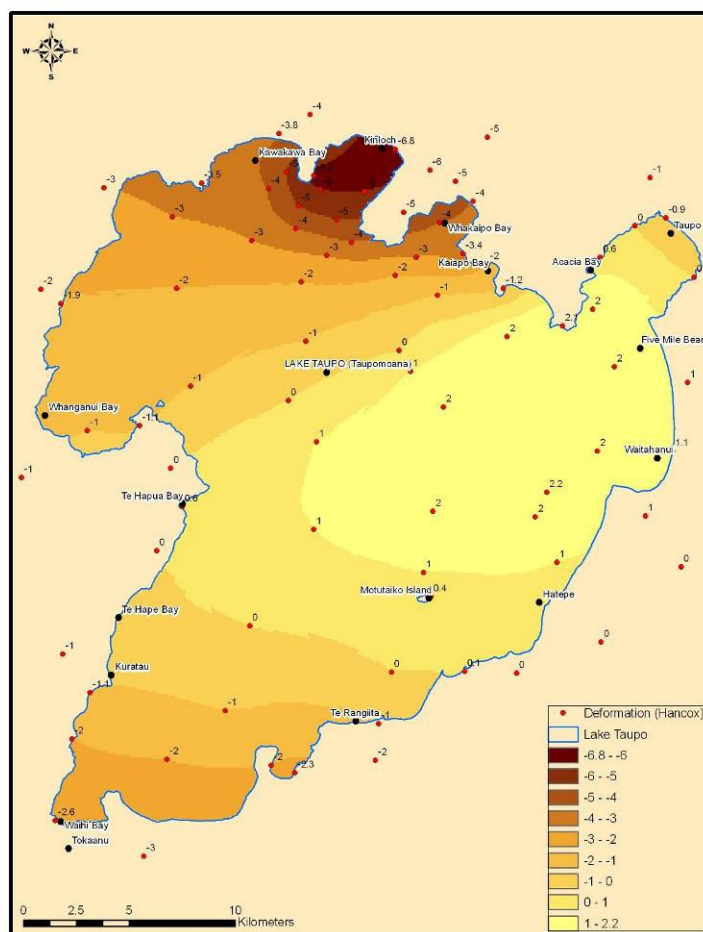 N
W E
S
-4
-3.8
Kinloch
-6.8
-5
Kawakawa Bay
-5
-6
-5
-1
-3.5
-3
-4
-4
-5
-5
-5
-4
-0.9
-3
-4
-4
Whakaipo Bay
0
Taupo
-3
-3
-3
-3.4
Kaiapo Bay
-2
Acacia Bay
0.6
-2
-1.9
-2
-2
-2
-1.2
-1
0
2
2.1
2
Five Mile Beac
-1
0
LAKE TAUPO (Taupomoana)
1
2
1
-1
0
2
Whanganui Bay
-1
-1.1
1
2
1.1
Waitahanui
-1
0
2.2
Te Hapua Bay
0.6
2
2
1
1
0
1
1
0
Motutaiko Island
0.4
Hatepe
Te Hape Bay
0
0
-1
Kuratau
0
0.1
0
-1.1
-1
Te Rangiita
-1
-2
-2
-2
-2.3
-2
-2.6
Waihi Bay
Tokaanu
-3
Deformation (Hancox)
Lake Taupo
-6.8 - -6
-6 - -5
-5 - -4
-4 - -3
-3 - -2
-2 - -1
-1 - 0
0 - 1
1 - 2.2
0 2.5 5 10
Kilometers